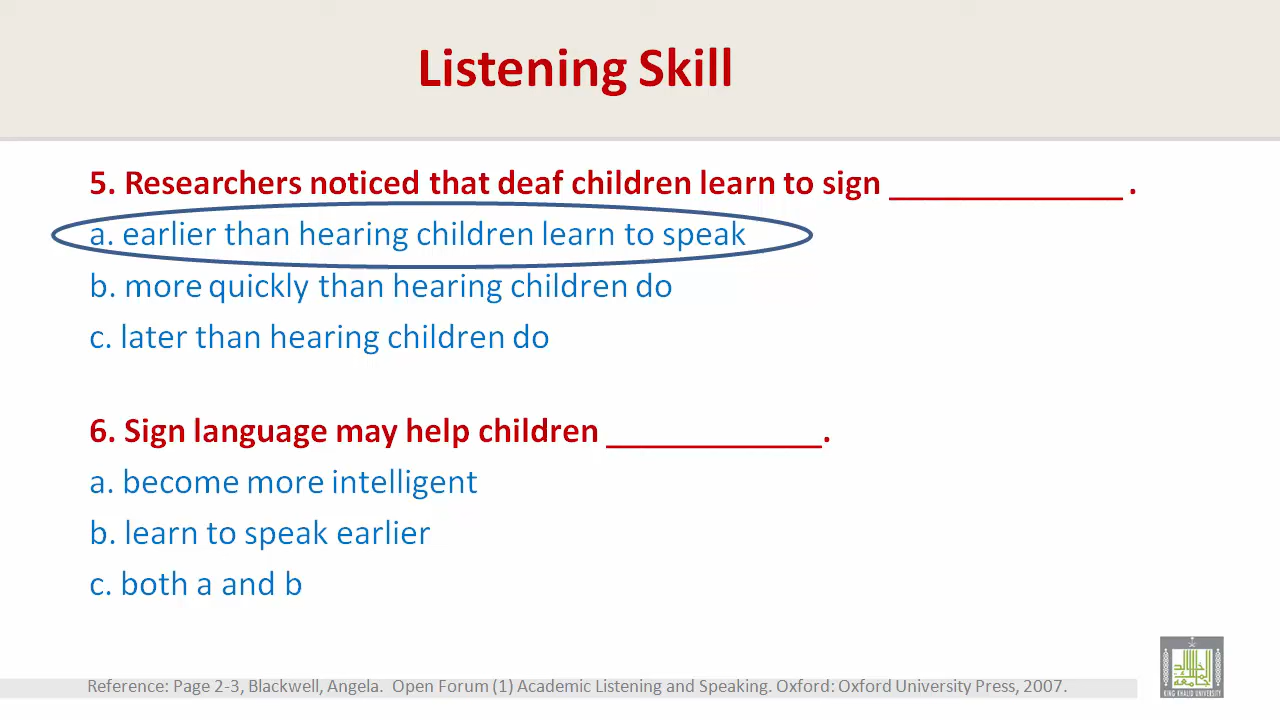 Listening Skill
5. Researchers noticed that deaf children learn to sign ______________ .
a. earlier than hearing children learn to speak
b. more quickly than hearing children do
c. later than hearing children do
6. Sign language may help children _____________.
a. become more intelligent
b. learn to speak earlier
c. both a and b
Reference: Page 2-3, Blackwell, Angela. Open Forum (1) Academic Listening and Speaking. Oxford: Oxford University Press, 2007.
KING KHALID UNIVERSITY